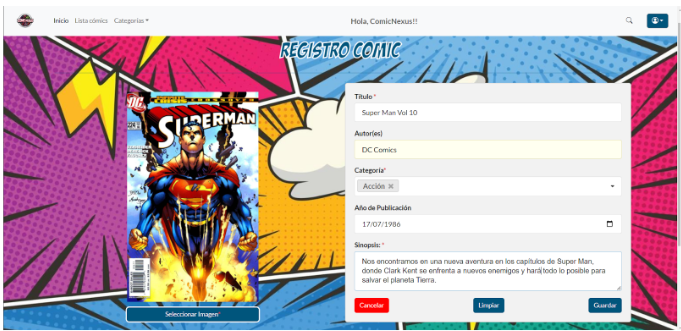 Inicio Lista cómics Categorías Hola, ComicNexus!!
REGISTRO COMIC
DC
SUPERMAN
Seleccionar Imagen*
Título *
Super Man Vol 10
Autor(es)
DC Comics
Categoría*
Acción ×
Año de Publicación
17/07/1986
Sinopsis: *
Nos encontramos en una nueva aventura en los capítulos de Super Man,
donde Clark Kent se enfrenta a nuevos enemigos y hará todo lo posible para
salvar el planeta Tierra.
Cancelar Limpiar Guardar